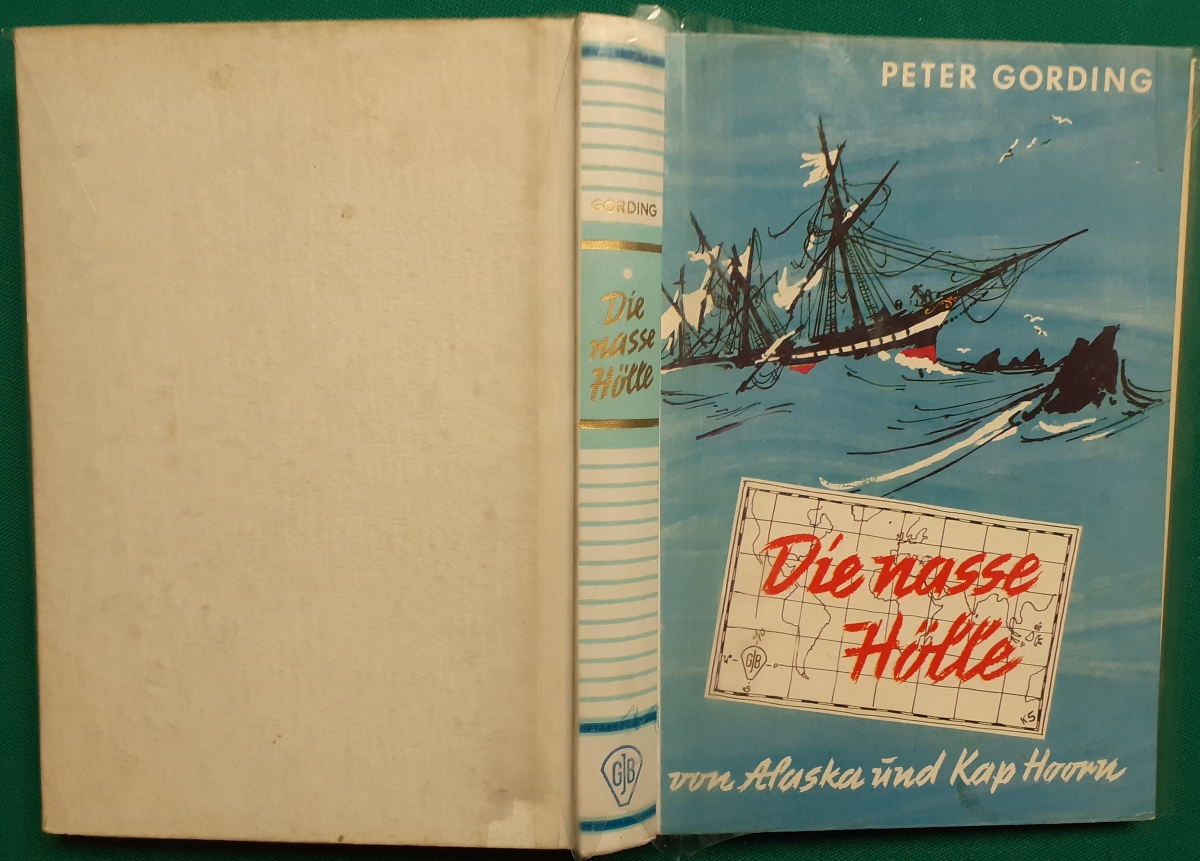 GORDING
Die
nasse
Hölle
GJB
PETER GORDING
Die nasse
Hölle
GJB
KS
von Alaska und Kap Hoorn